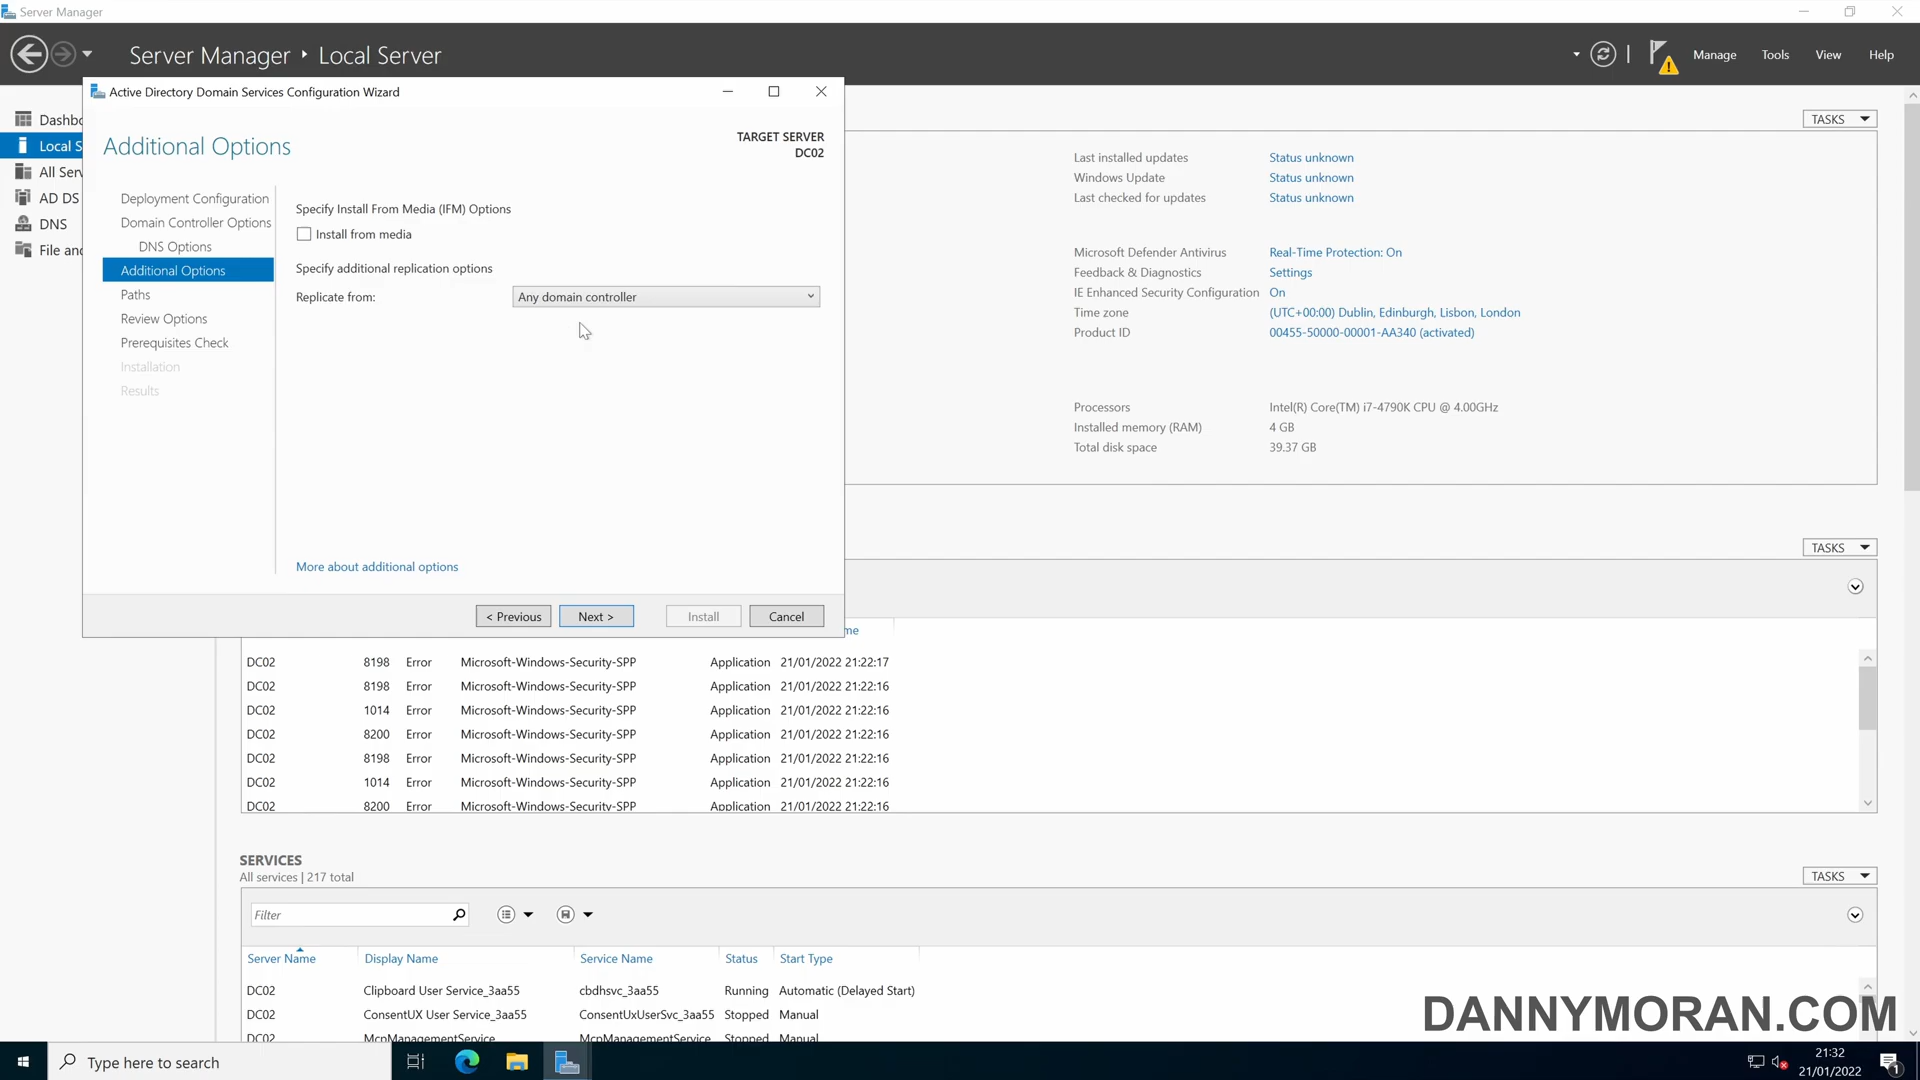 Server Manager
Server Manager ‣ Local Server
Manage Tools View Help
Active Directory Domain Services Configuration Wizard
Additional Options
TARGET SERVER
DC02
Deployment Configuration
Domain Controller Options
DNS Options
Additional Options
Paths
Review Options
Prerequisites Check
Installation
Results
Specify Install From Media (IFM) Options
Install from media
Specify additional replication options
Replicate from: Any domain controller
More about additional options
< Previous Next > Install Cancel
Local S
AD DS
DNS
TASKS
Last installed updates Status unknown
Windows Update Status unknown
Last checked for updates Status unknown
Microsoft Defender Antivirus Real-Time Protection: On
Feedback & Diagnostics Settings
IE Enhanced Security Configuration On
Time zone (UTC+00:00) Dublin, Edinburgh, Lisbon, London
Product ID 00455-50000-00001-AA340 (activated)
Processors Intel(R) Core(TM) i7-4790K CPU @ 4.00GHz
Installed memory (RAM) 4 GB
Total disk space 39.37 GB
TASKS
DC02 8198 Error Microsoft-Windows-Security-SPP Application 21/01/2022 21:22:17
DC02 8198 Error Microsoft-Windows-Security-SPP Application 21/01/2022 21:22:16
DC02 1014 Error Microsoft-Windows-Security-SPP Application 21/01/2022 21:22:16
DC02 8200 Error Microsoft-Windows-Security-SPP Application 21/01/2022 21:22:16
DC02 8198 Error Microsoft-Windows-Security-SPP Application 21/01/2022 21:22:16
DC02 1014 Error Microsoft-Windows-Security-SPP Application 21/01/2022 21:22:16
DC02 8200 Error Microsoft-Windows-Security-SPP Application 21/01/2022 21:22:16
SERVICES
All services | 217 total
TASKS
Filter
Server Name Display Name Service Name Status Start Type
DC02 Clipboard User Service_3aa55 cbdhsvc_3aa55 Running Automatic (Delayed Start)
DC02 ConsentUX User Service_3aa55 ConsentUxUserSvc_3aa55 Stopped Manual
DC02 McpManagementService McpManagementService Stopped Manual
DANNYMORAN.COM
Type here to search
21:32
21/01/2022
1